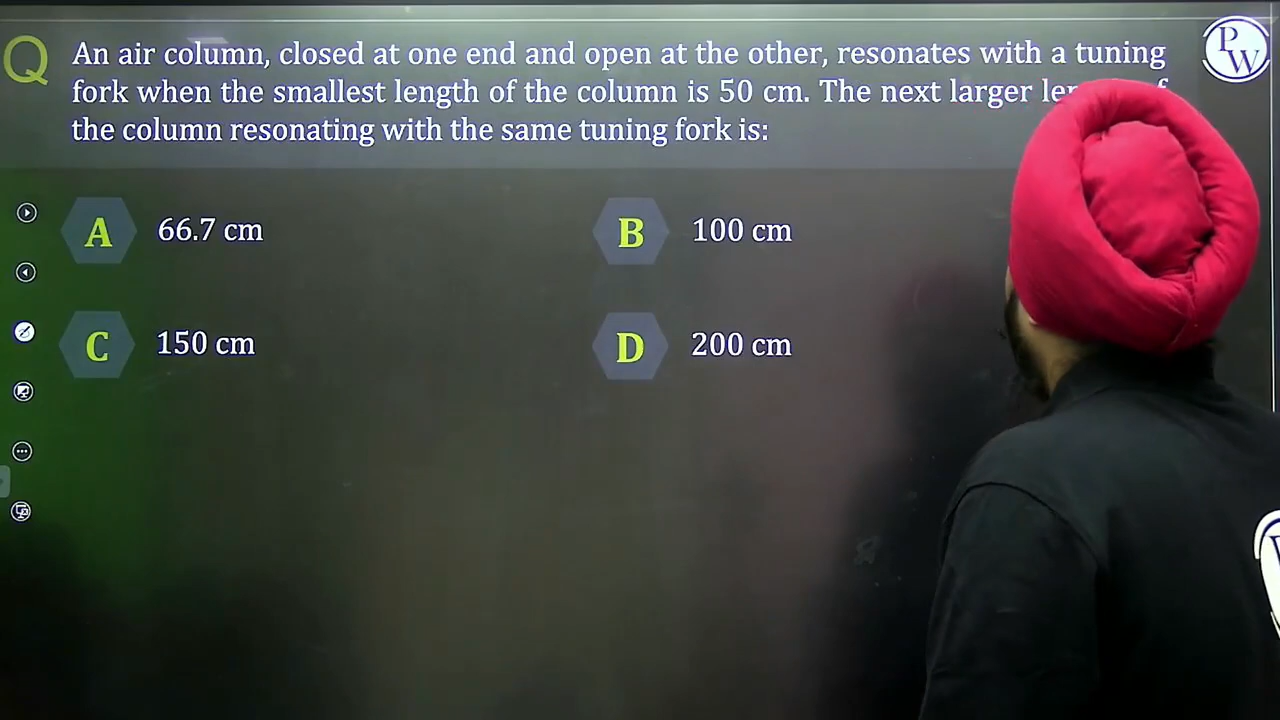 Q An air column, closed at one end and open at the other, resonates with a tuning
fork when the smallest length of the column is 50 cm. The next larger
the column resonating with the same tuning fork is:
A 66.7 cm
B 100 cm
C 150 cm
D 200 cm
PW